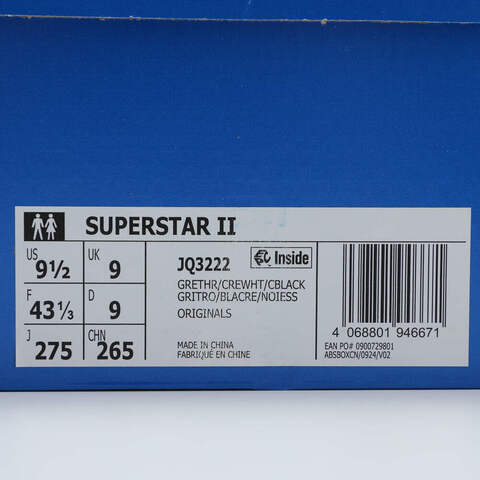 SUPERSTAR II
US 9½ UK 9
F 43⅓ D 9
J 275 CHN 265
JQ3222 Inside
GRETHR/CREWHT/CBLACK
GRITRO/BLACRE/NOIESS
ORIGINALS
MADE IN CHINA
FABRIQUÉ EN CHINE
4 068801 946671
EAN PO# 0900729801
ABSBOXCN/0924/V02